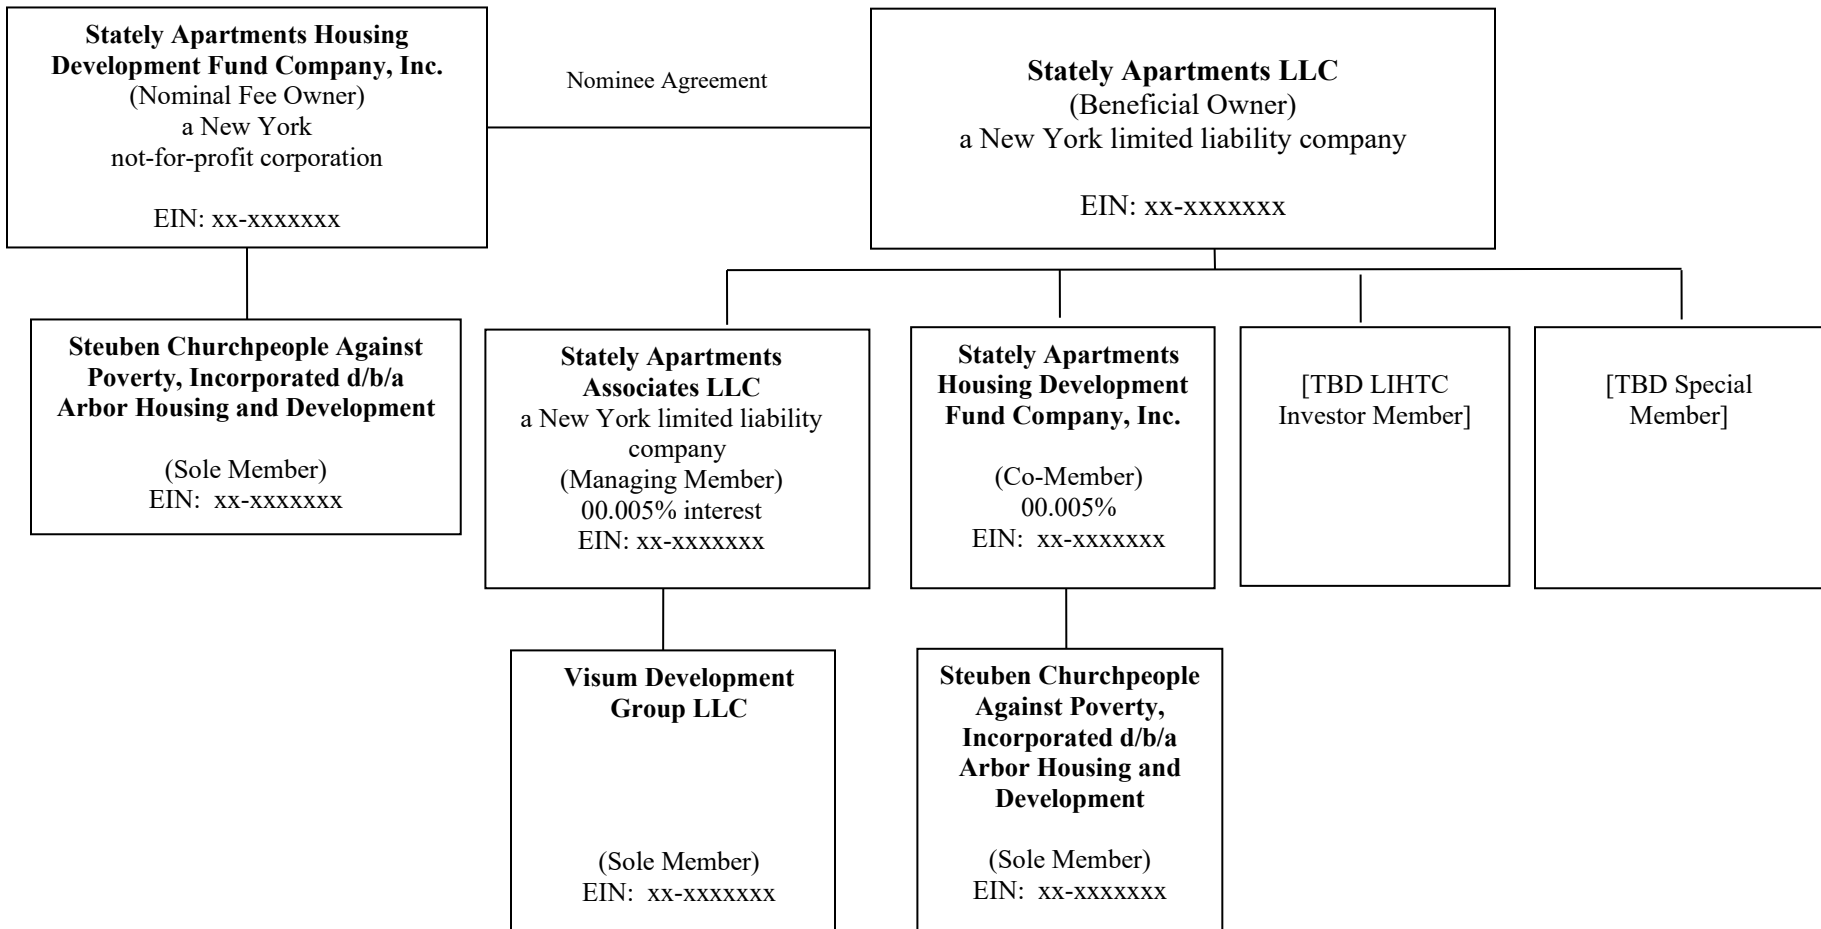 Stately Apartments Housing
Development Fund Company, Inc.
(Nominal Fee Owner)
a New York
not-for-profit corporation
EIN: xx-xxxxxxx
Nominee Agreement
Stately Apartments LLC
(Beneficial Owner)
a New York limited liability company
EIN: xx-xxxxxxx
Steuben Churchpeople Against
Poverty, Incorporated d/b/a
Arbor Housing and Development
(Sole Member)
EIN: xx-xxxxxxx
Stately Apartments
Associates LLC
a New York limited liability
company
(Managing Member)
00.005% interest
EIN: xx-xxxxxxx
Stately Apartments
Housing Development
Fund Company, Inc.
(Co-Member)
00.005%
EIN: xx-xxxxxxx
[TBD LIHTC
Investor Member]
[TBD Special
Member]
Visum Development
Group LLC
(Sole Member)
EIN: xx-xxxxxxx
Steuben Churchpeople
Against Poverty,
Incorporated d/b/a
Arbor Housing and
Development
(Sole Member)
EIN: xx-xxxxxxx